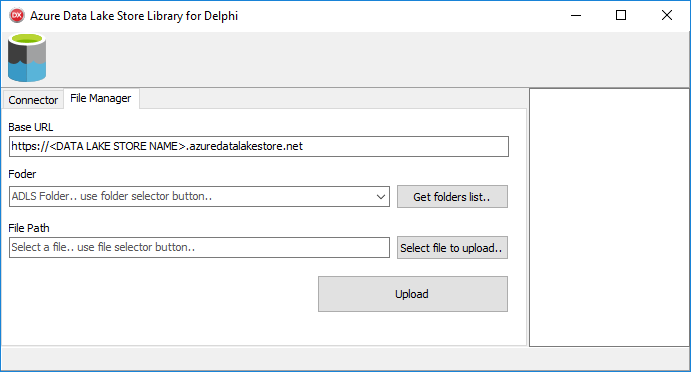 DX Azure Data Lake Store Library for Delphi
Connector File Manager
Base URL
https://<DATA LAKE STORE NAME>.azuredatalakestore.net
Foder
ADLS Folder.. use folder selector button.. Get folders list..
File Path
Select a file.. use file selector button.. Select file to upload..
Upload